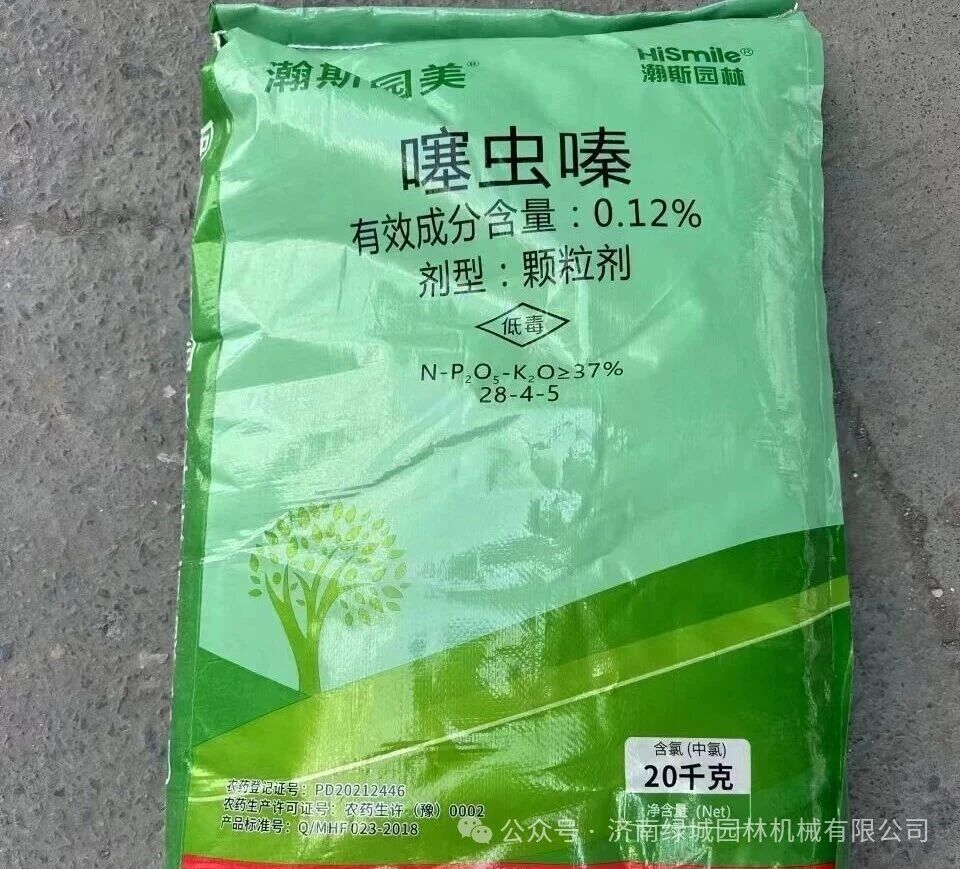 瀚斯园美®
HiSmile®
瀚斯园林
噻虫嗪
有效成分含量：0.12%
剂型：颗粒剂
低毒
N-P₂O₅-K₂O≥37%
28-4-5
含氯(中氯)
20千克
净含量 (Net)
农药登记证号：PD20212446
农药生产许可证号：农药生许（豫）0002
产品标准号：Q/MHF 023-2018
公众号·济南绿城园林机械有限公司